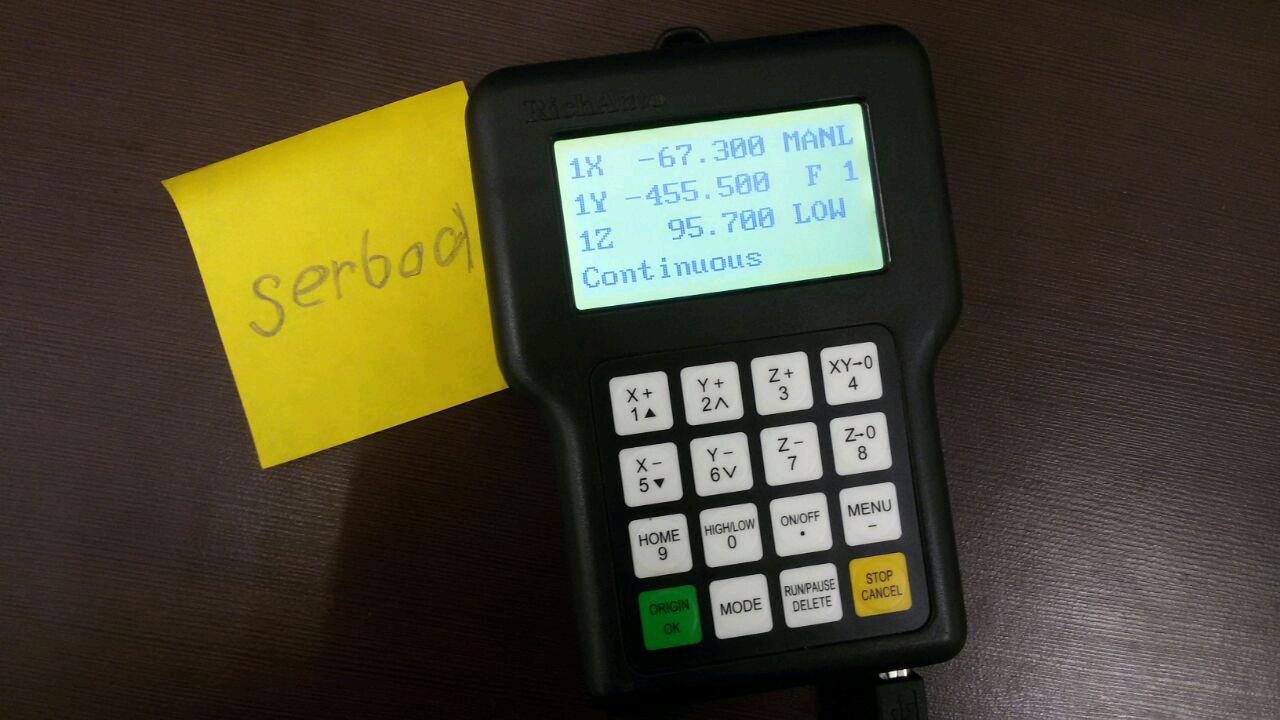 RichAuto
serbod
1X -67.300 MANL
1Y -455.500 F 1
1Z 95.700 LOW
Continuous
X+ Y+ Z+ XY→0
1▲ 2∧ 3 4
X- Y- Z- Z→0
5▼ 6∨ 7 8
HOME HIGH/LOW ON/OFF MENU
9 0 • -
ORIGIN MODE RUN/PAUSE STOP
OK DELETE CANCEL